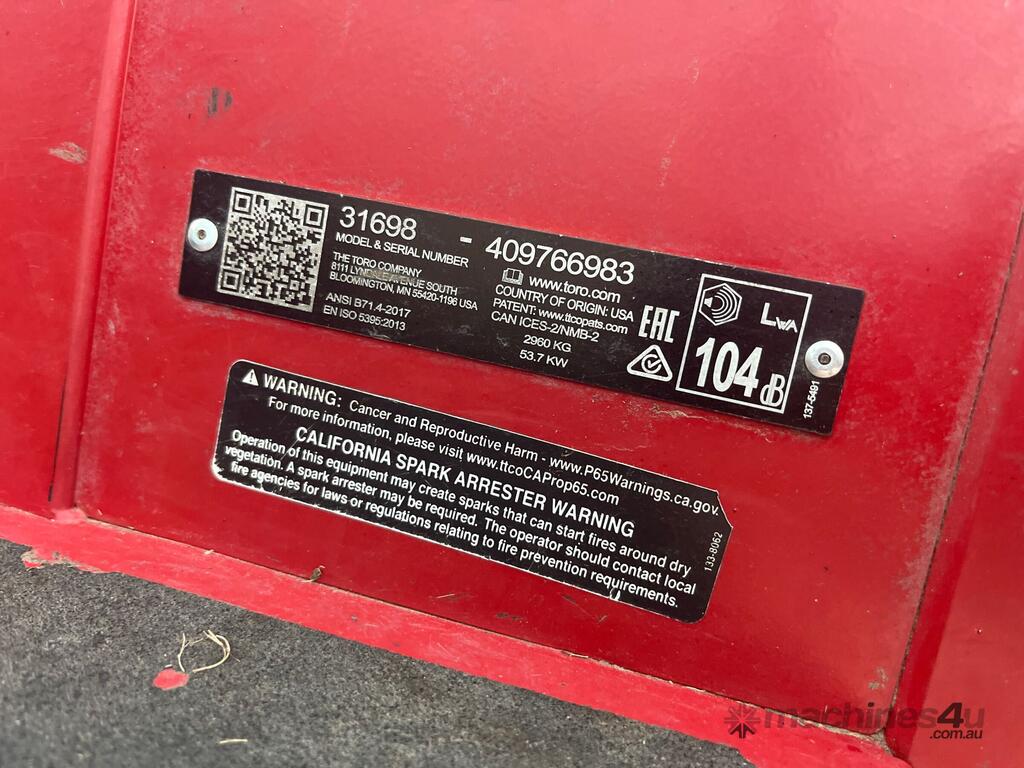 31698 - 409766983
MODEL & SERIAL NUMBER
THE TORO COMPANY
8111 LYNDALE AVENUE SOUTH
BLOOMINGTON, MN 55420-1196 USA
ANSI B71.4-2017
EN ISO 5395:2013
www.toro.com
COUNTRY OF ORIGIN: USA
PATENT: www.ttcopats.com
CAN ICES-2/NMB-2
2960 KG
53.7 KW
EAC
LWA
104 dB
137-5491
WARNING: Cancer and Reproductive Harm - www.P65Warnings.ca.gov.
For more information, please visit www.ttcoCAProp65.com
CALIFORNIA SPARK ARRESTER WARNING
Operation of this equipment may create sparks that can start fires around dry
vegetation. A spark arrester may be required. The operator should contact local
fire agencies for laws or regulations relating to fire prevention requirements.
133-8062
machines4u
.com.au